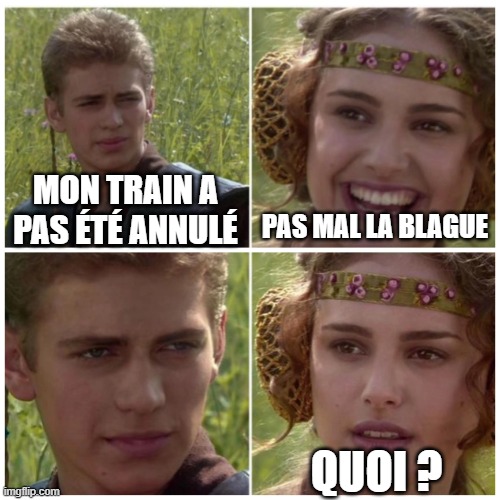 MON TRAIN A
PAS ÉTÉ ANNULÉ
PAS MAL LA BLAGUE
QUOI ?
imgflip.com